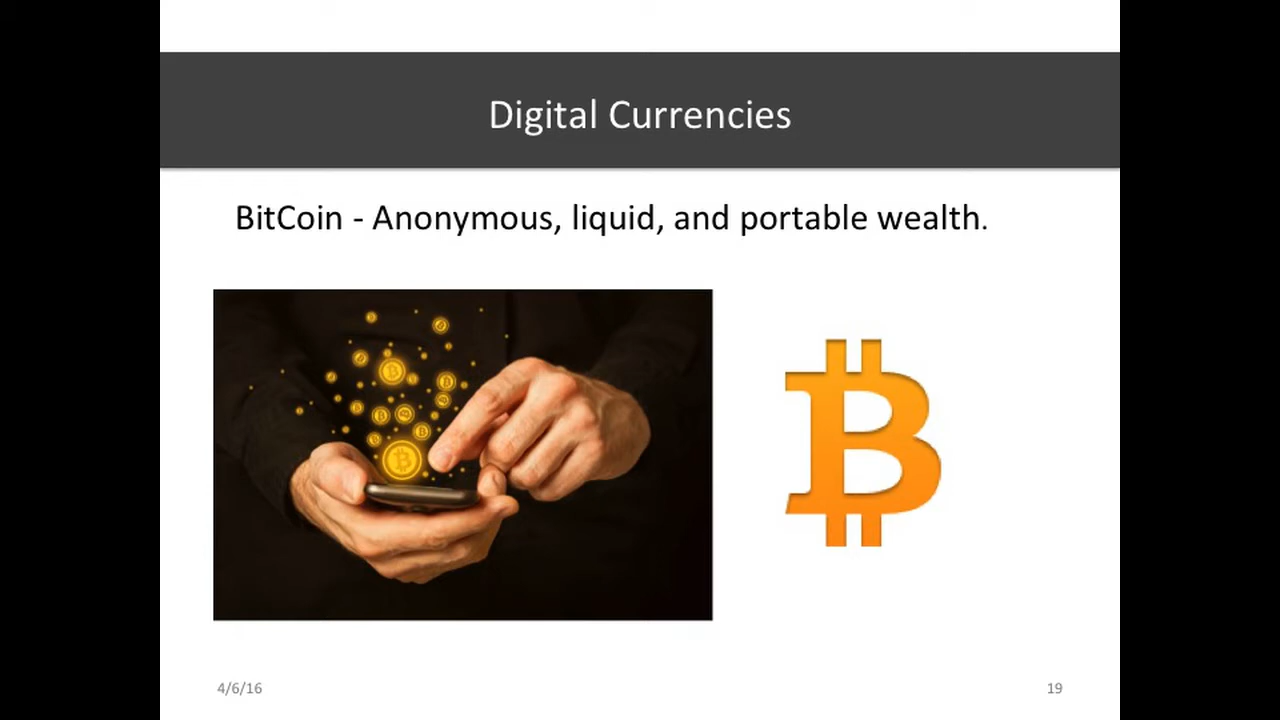 Digital Currencies
BitCoin - Anonymous, liquid, and portable wealth.
4/6/16
19